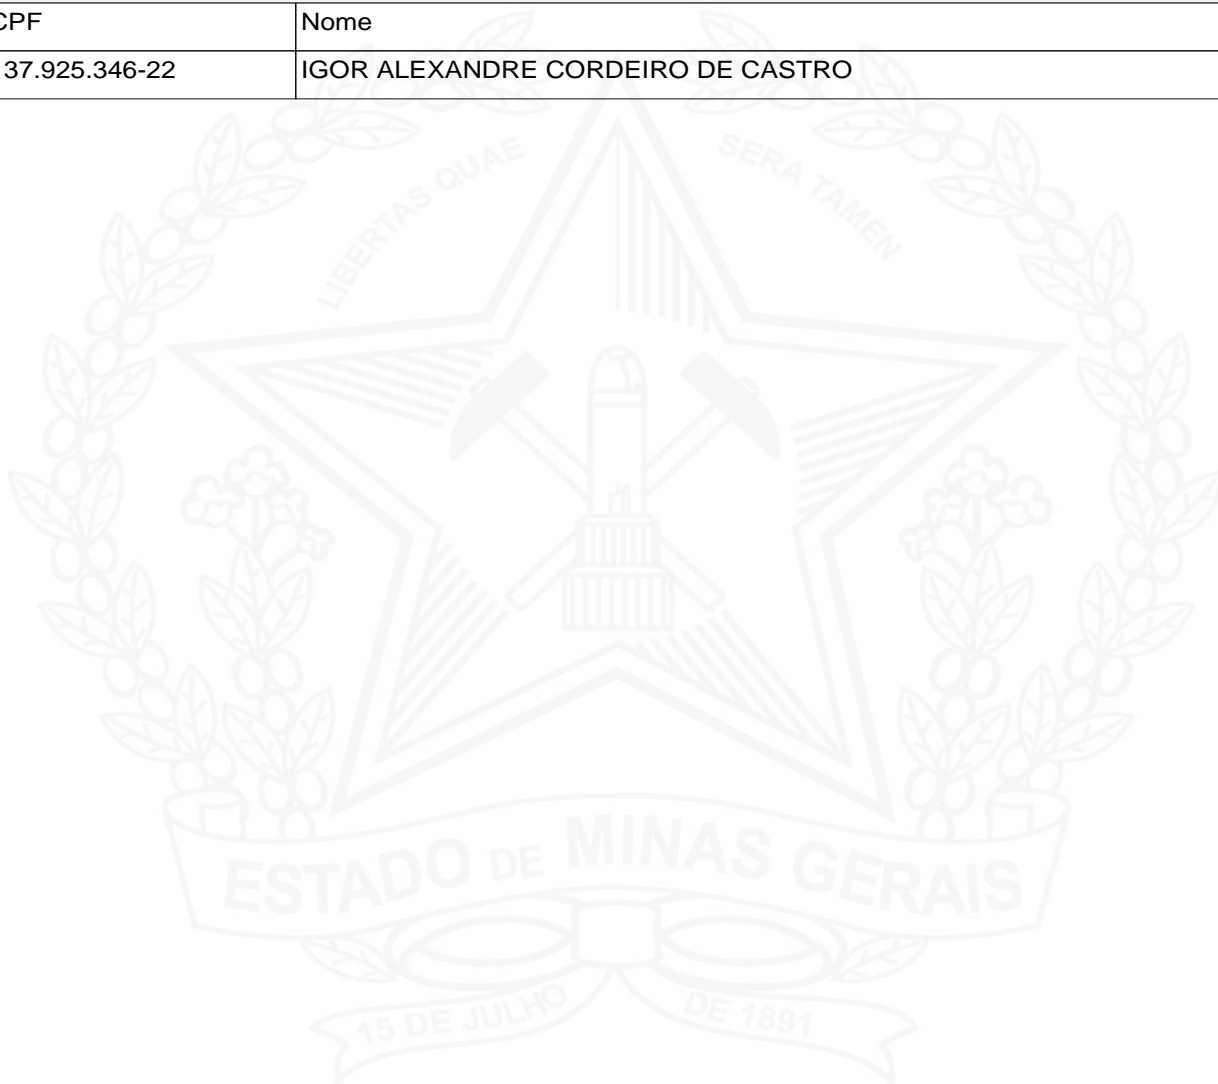 CPF Nome
37.925.346-22 IGOR ALEXANDRE CORDEIRO DE CASTRO
LIBERTAS QUAE SERA TAMEN
ESTADO DE MINAS GERAIS
15 DE JULHO DE 1891